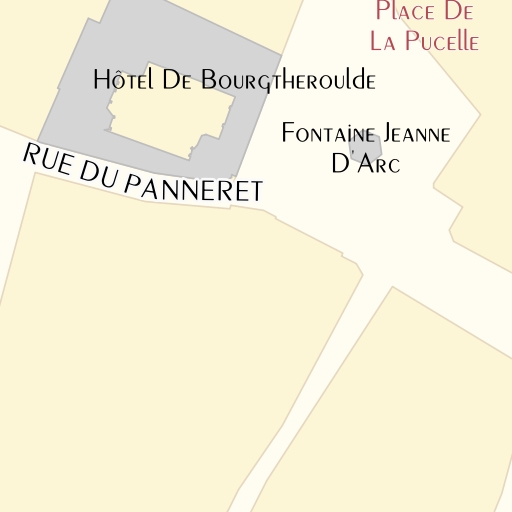 Place De
La Pucelle
Hôtel De Bourgtheroulde
Fontaine Jeanne
D'Arc
RUE DU PANNERET